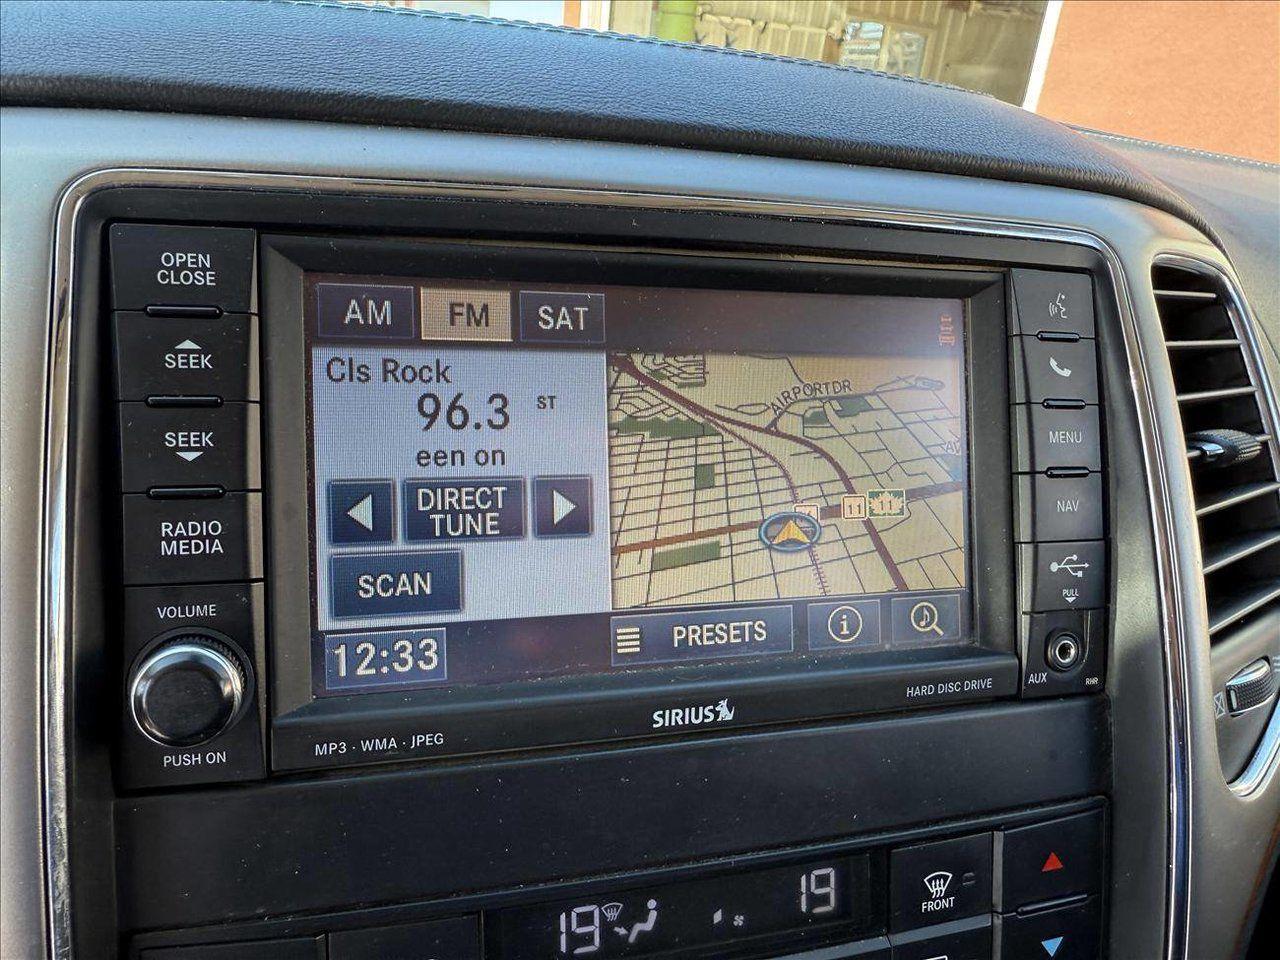 OPEN
CLOSE
SEEK
SEEK
RADIO
MEDIA
VOLUME
PUSH ON
AM
FM
SAT
Cls Rock
96.3
ST
een on
DIRECT
TUNE
SCAN
12:33
AIRPORT DR
AV
11
11
PRESETS
i
MENU
NAV
PULL
AUX
RHR
MP3 · WMA · JPEG
SIRIUS
HARD DISC DRIVE
19
19
FRONT